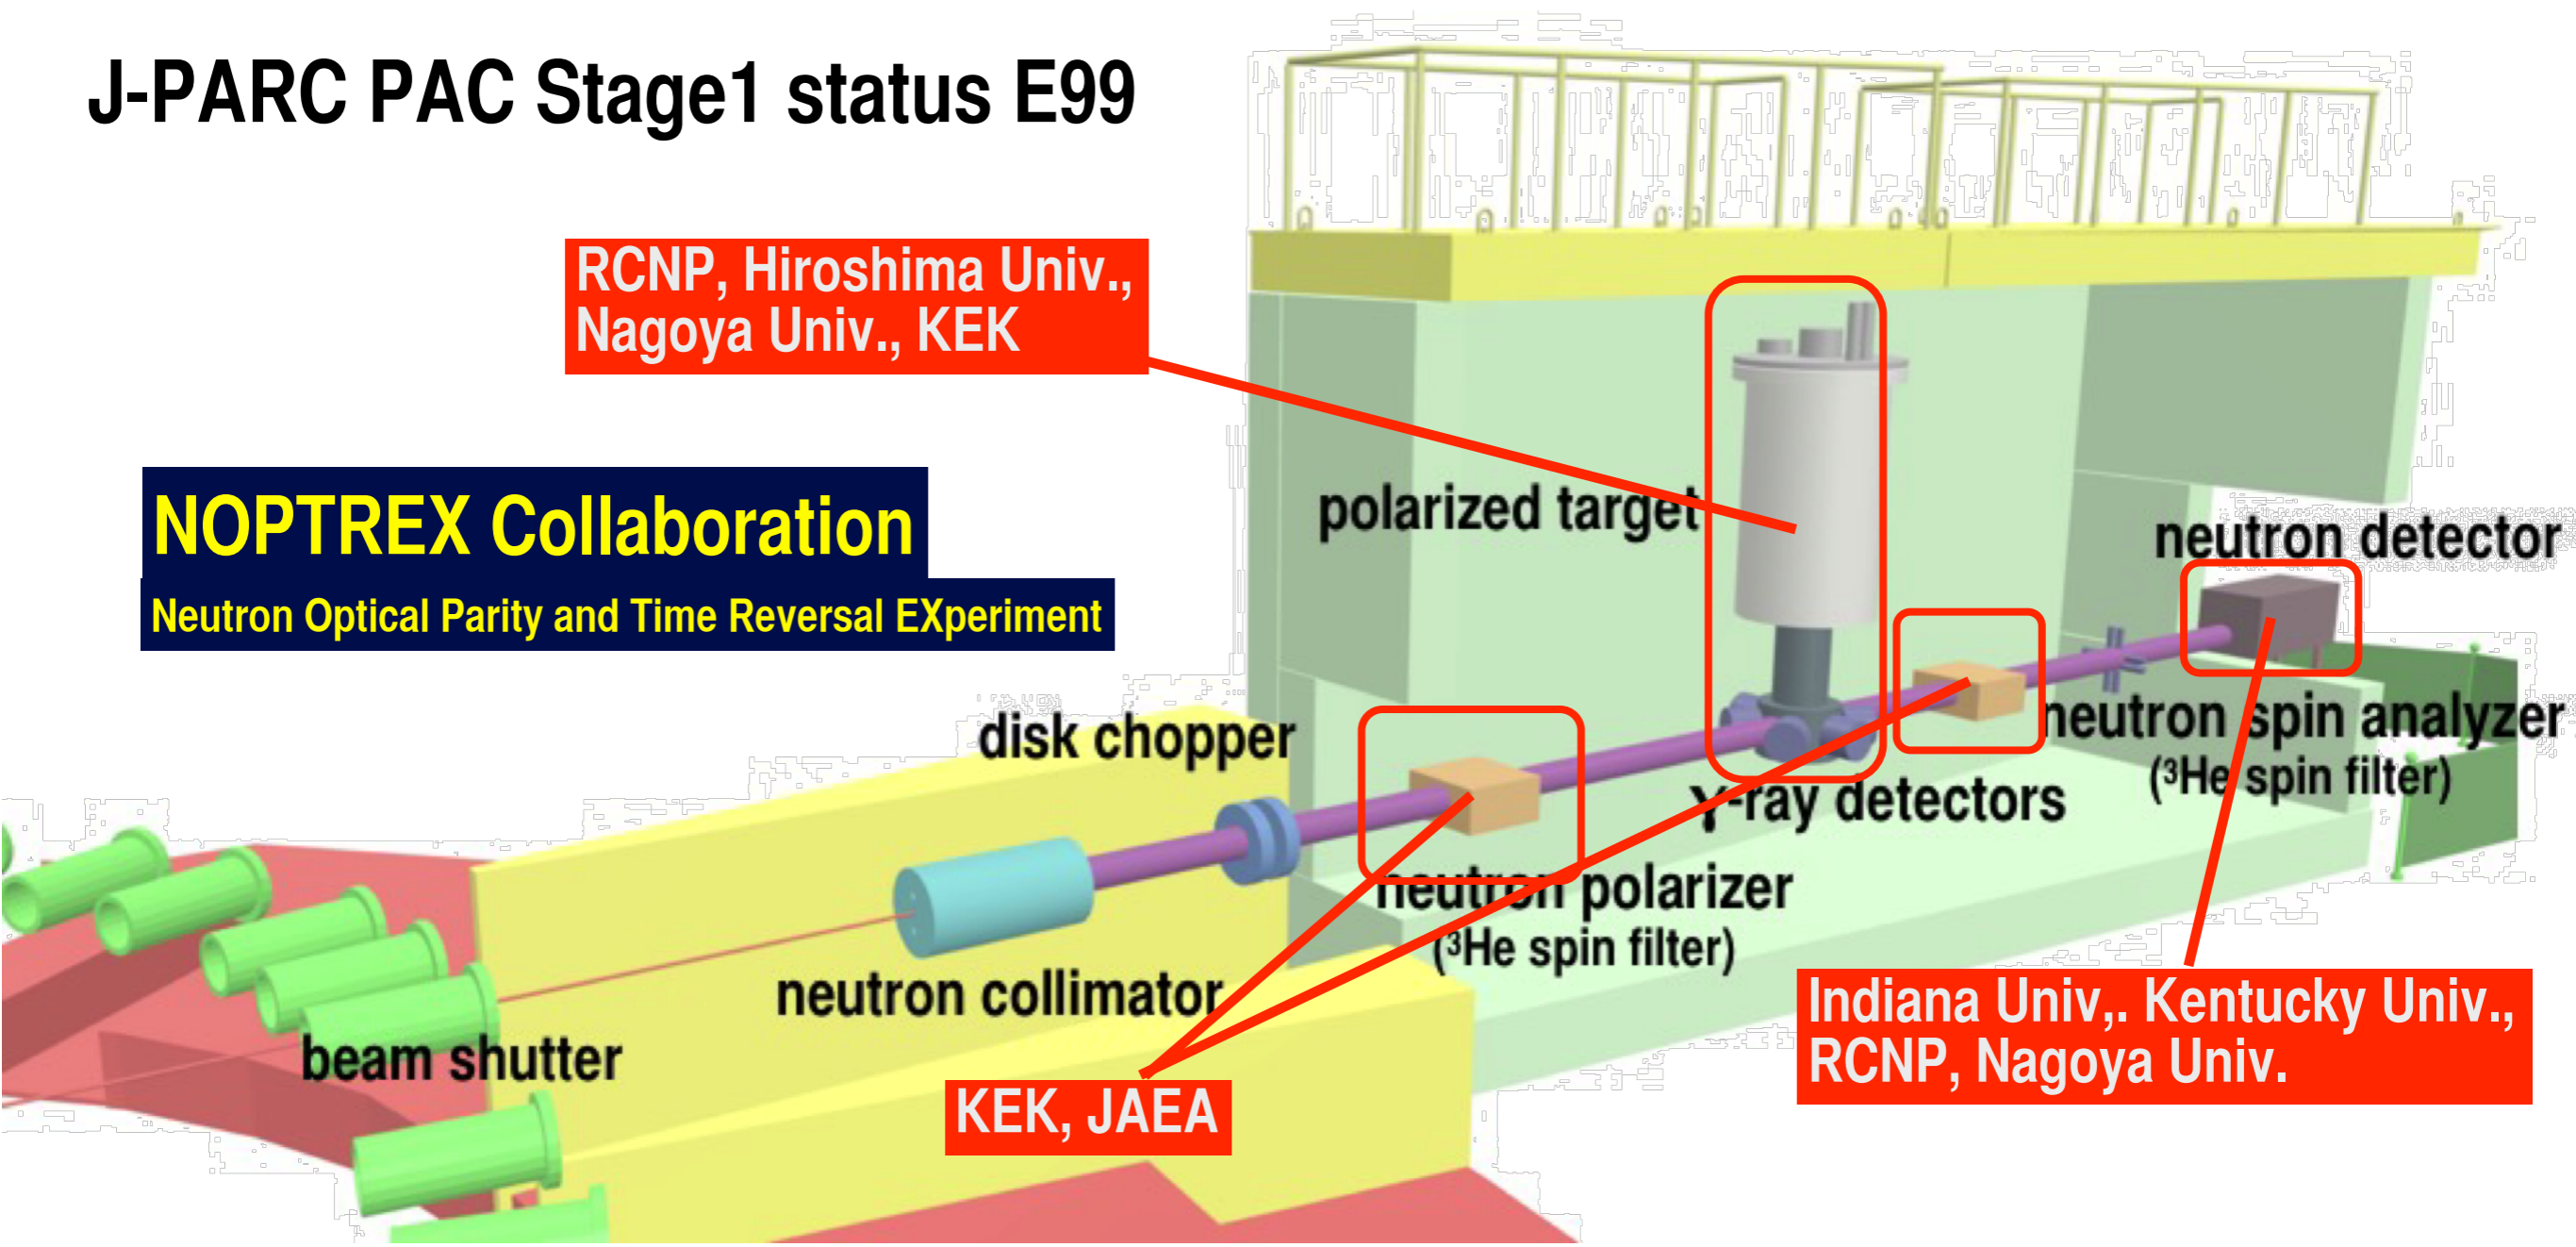 J-PARC PAC Stage1 status E99
RCNP, Hiroshima Univ.,
Nagoya Univ., KEK
NOPTREX Collaboration
Neutron Optical Parity and Time Reversal EXperiment
polarized target
neutron detector
disk chopper
neutron spin analyzer
(³He spin filter)
γ-ray detectors
neutron polarizer
(³He spin filter)
neutron collimator
beam shutter
KEK, JAEA
Indiana Univ,. Kentucky Univ.,
RCNP, Nagoya Univ.